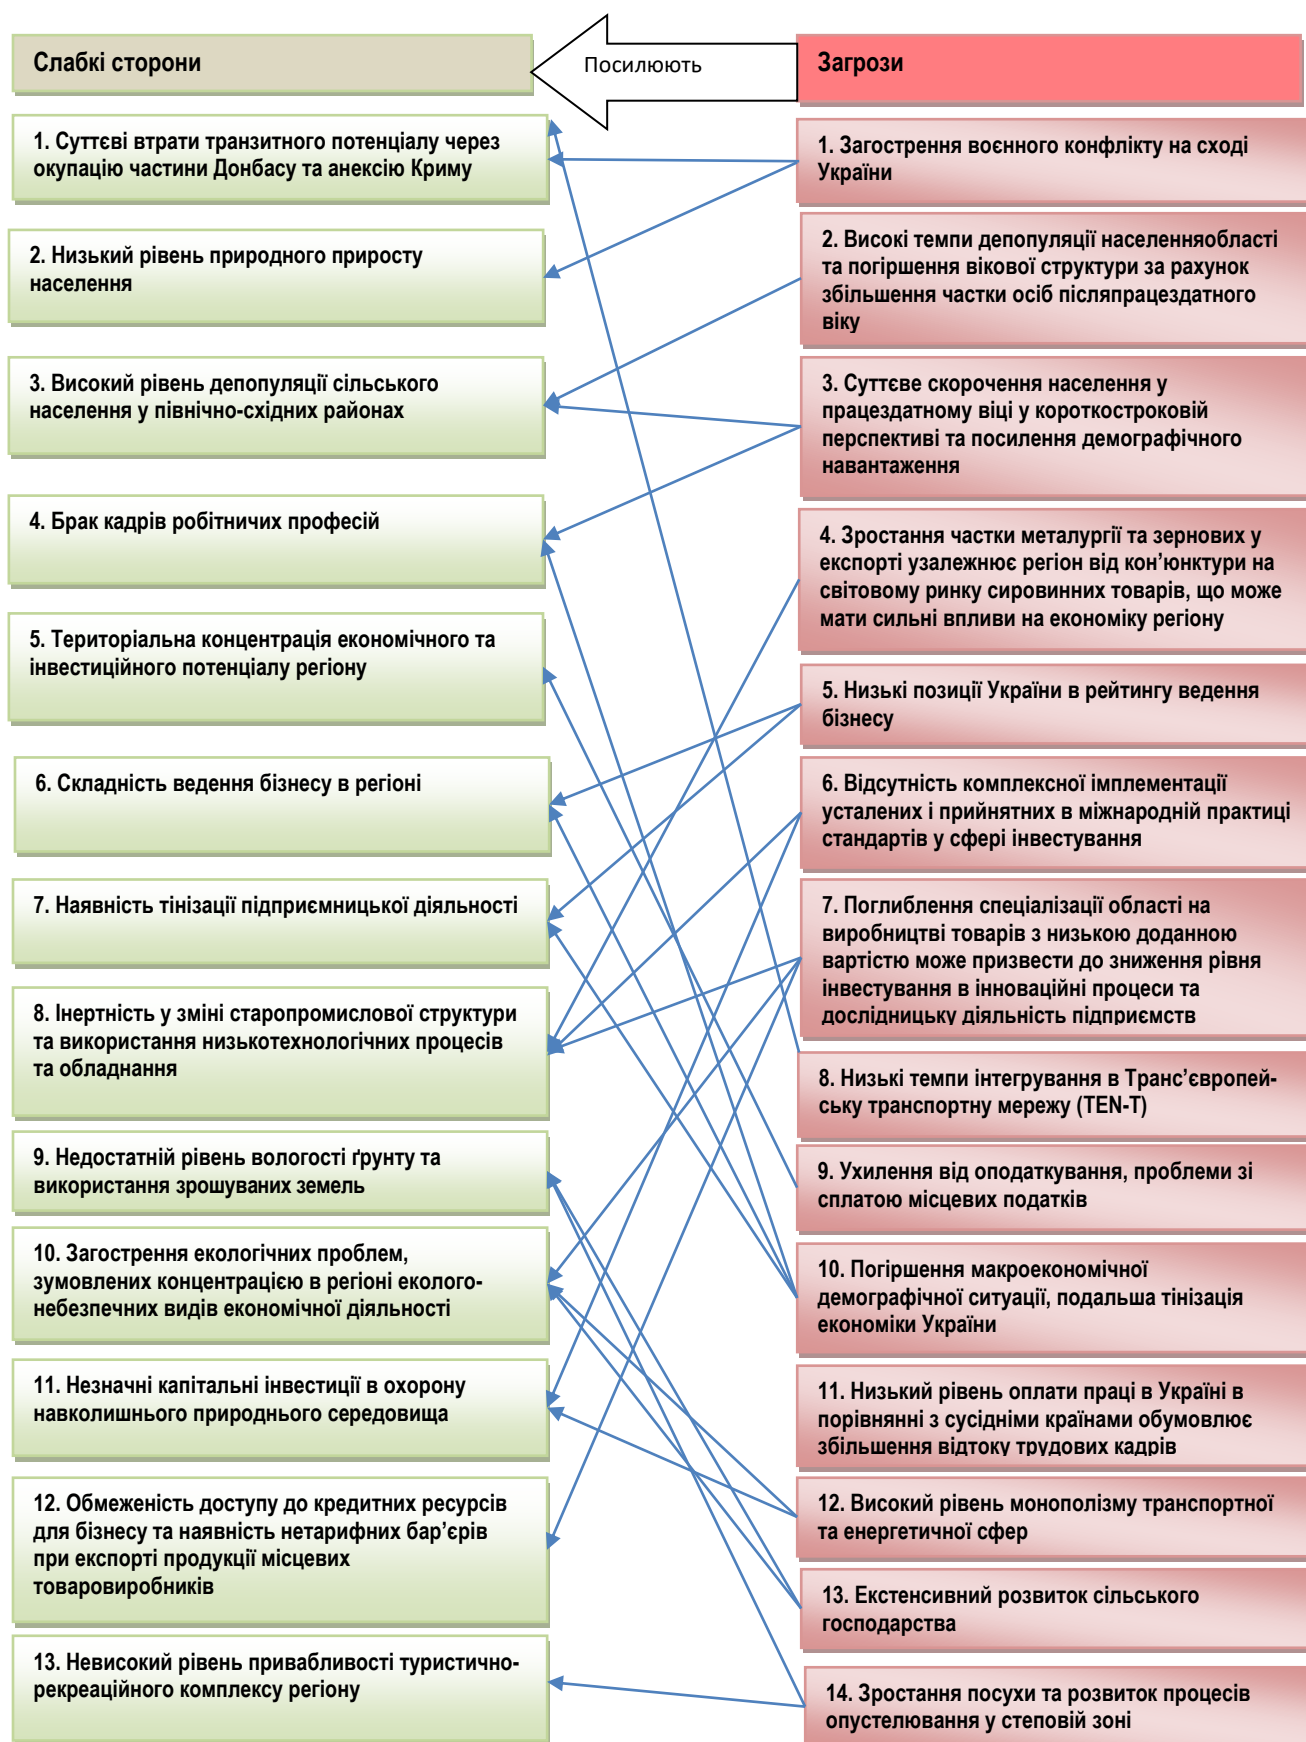 Слабкі сторони
Посилюють
Загрози
1. Суттєві втрати транзитного потенціалу через
окупацію частини Донбасу та анексію Криму
2. Низький рівень природного приросту
населення
3. Високий рівень депопуляції сільського
населення у північно-східних районах
4. Брак кадрів робітничих професій
5. Територіальна концентрація економічного та
інвестиційного потенціалу регіону
6. Складність ведення бізнесу в регіоні
7. Наявність тінізації підприємницької діяльності
8. Інертність у зміні старопромислової структури
та використання низькотехнологічних процесів
та обладнання
9. Недостатній рівень вологості ґрунту та
використання зрошуваних земель
10. Загострення екологічних проблем,
зумовлених концентрацією в регіоні еколого-
небезпечних видів економічної діяльності
11. Незначні капітальні інвестиції в охорону
навколишнього природнього середовища
12. Обмеженість доступу до кредитних ресурсів
для бізнесу та наявність нетарифних бар’єрів
при експорті продукції місцевих
товаровиробників
13. Невисокий рівень привабливості туристично-
рекреаційного комплексу регіону
1. Загострення воєнного конфлікту на сході
України
2. Високі темпи депопуляції населенняобласті
та погіршення вікової структури за рахунок
збільшення частки осіб післяпрацездатного
віку
3. Суттєве скорочення населення у
працездатному віці у короткостроковій
перспективі та посилення демографічного
навантаження
4. Зростання частки металургії та зернових у
експорті узалежнює регіон від кон’юнктури на
світовому ринку сировинних товарів, що може
мати сильні впливи на економіку регіону
5. Низькі позиції України в рейтингу ведення
бізнесу
6. Відсутність комплексної імплементації
усталених і прийнятних в міжнародній практиці
стандартів у сфері інвестування
7. Поглиблення спеціалізації області на
виробництві товарів з низькою доданною
вартістю може призвести до зниження рівня
інвестування в інноваційні процеси та
дослідницьку діяльність підприємств
8. Низькі темпи інтегрування в Транс’європей-
ську транспортну мережу (TEN-T)
9. Ухилення від оподаткування, проблеми зі
сплатою місцевих податків
10. Погіршення макроекономічної
демографічної ситуації, подальша тінізація
економіки України
11. Низький рівень оплати праці в Україні в
порівнянні з сусідніми країнами обумовлює
збільшення відтоку трудових кадрів
12. Високий рівень монополізму транспортної
та енергетичної сфер
13. Екстенсивний розвиток сільського
господарства
14. Зростання посухи та розвиток процесів
опустелювання у степовій зоні